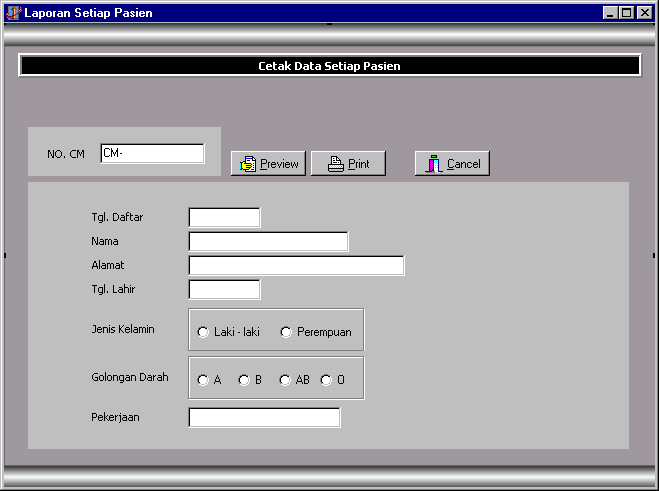 Laporan Setiap Pasien
Cetak Data Setiap Pasien
NO. CM CM- Preview Print Cancel
Tgl. Daftar
Nama
Alamat
Tgl. Lahir
Jenis Kelamin Laki - laki Perempuan
Golongan Darah A B AB O
Pekerjaan